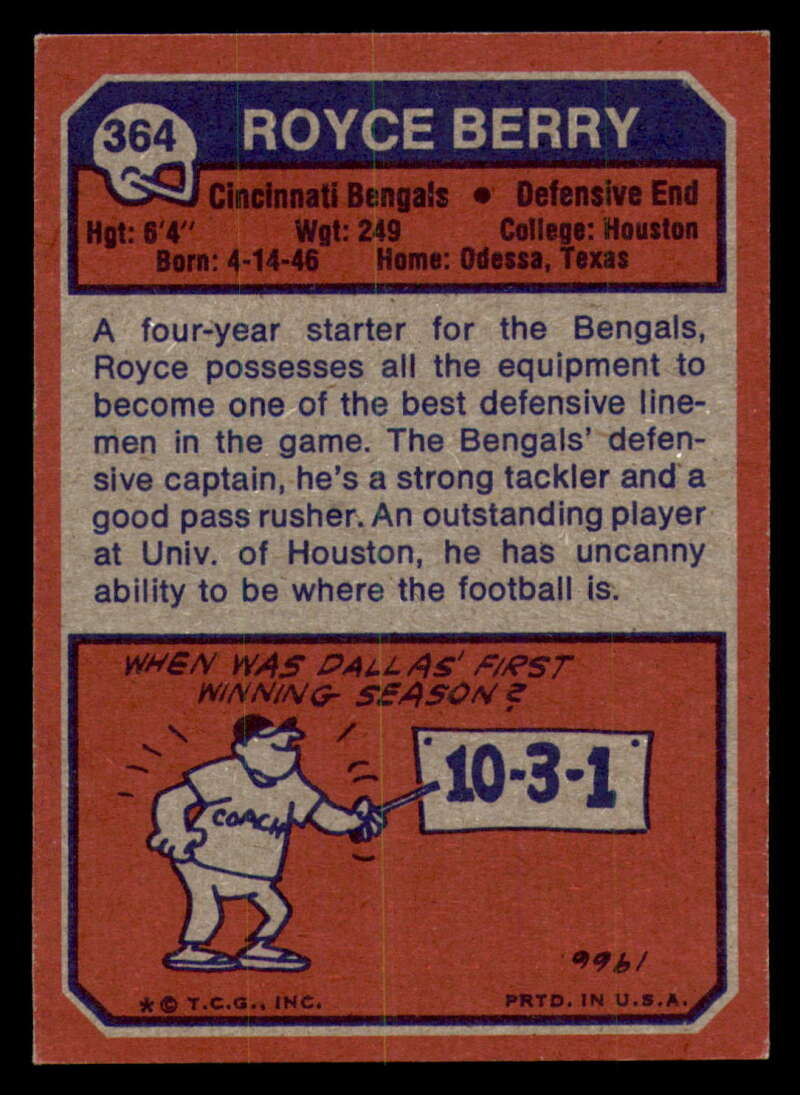 364
ROYCE BERRY
Cincinnati Bengals • Defensive End
Hgt: 6'4" Wgt: 249 College: Houston
Born: 4-14-46 Home: Odessa, Texas
A four-year starter for the Bengals,
Royce possesses all the equipment to
become one of the best defensive line-
men in the game. The Bengals' defen-
sive captain, he's a strong tackler and a
good pass rusher. An outstanding player
at Univ. of Houston, he has uncanny
ability to be where the football is.
WHEN WAS DALLAS' FIRST
WINNING SEASON?
10-3-1
COACH
1966
* © T.C.G., INC. PRTD. IN U.S.A.